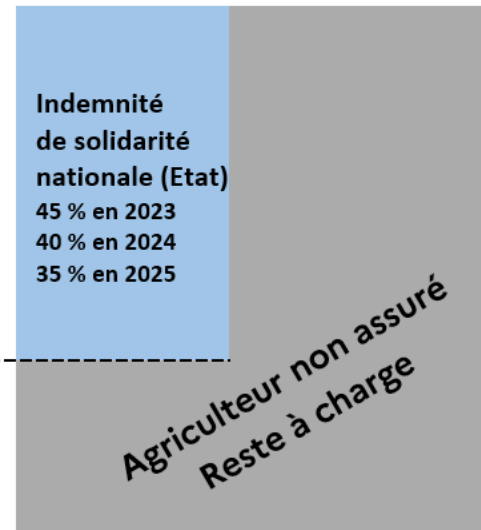 Indemnité
de solidarité
nationale (Etat)
45 % en 2023
40 % en 2024
35 % en 2025
Agriculteur non assuré
Reste à charge